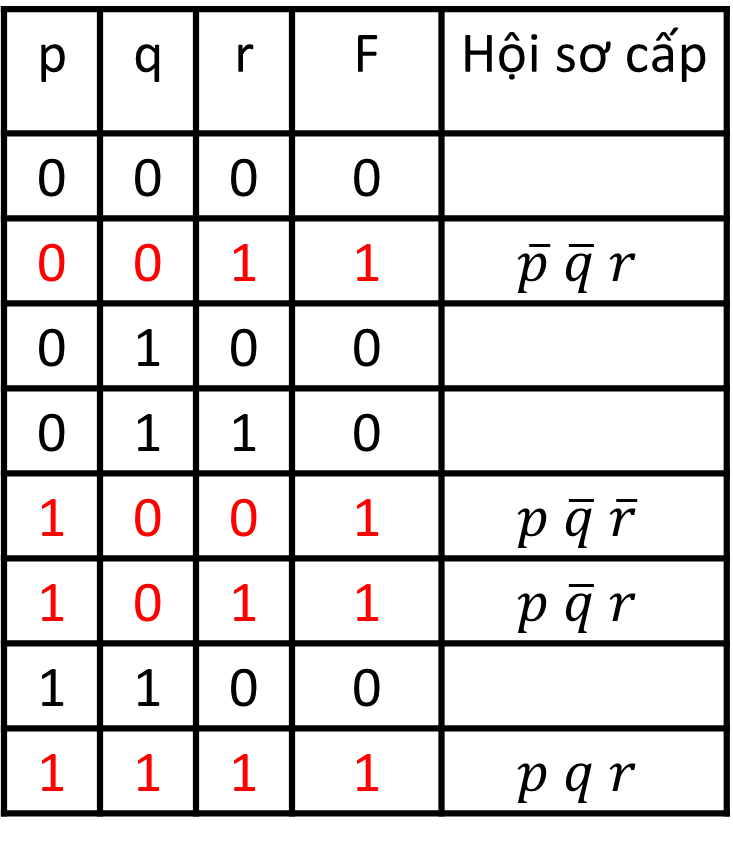 p q r F Hội sơ cấp
0 0 0 0
0 0 1 1 p̄ q̄ r
0 1 0 0
0 1 1 0
1 0 0 1 p q̄ r̄
1 0 1 1 p q̄ r
1 1 0 0
1 1 1 1 p q r